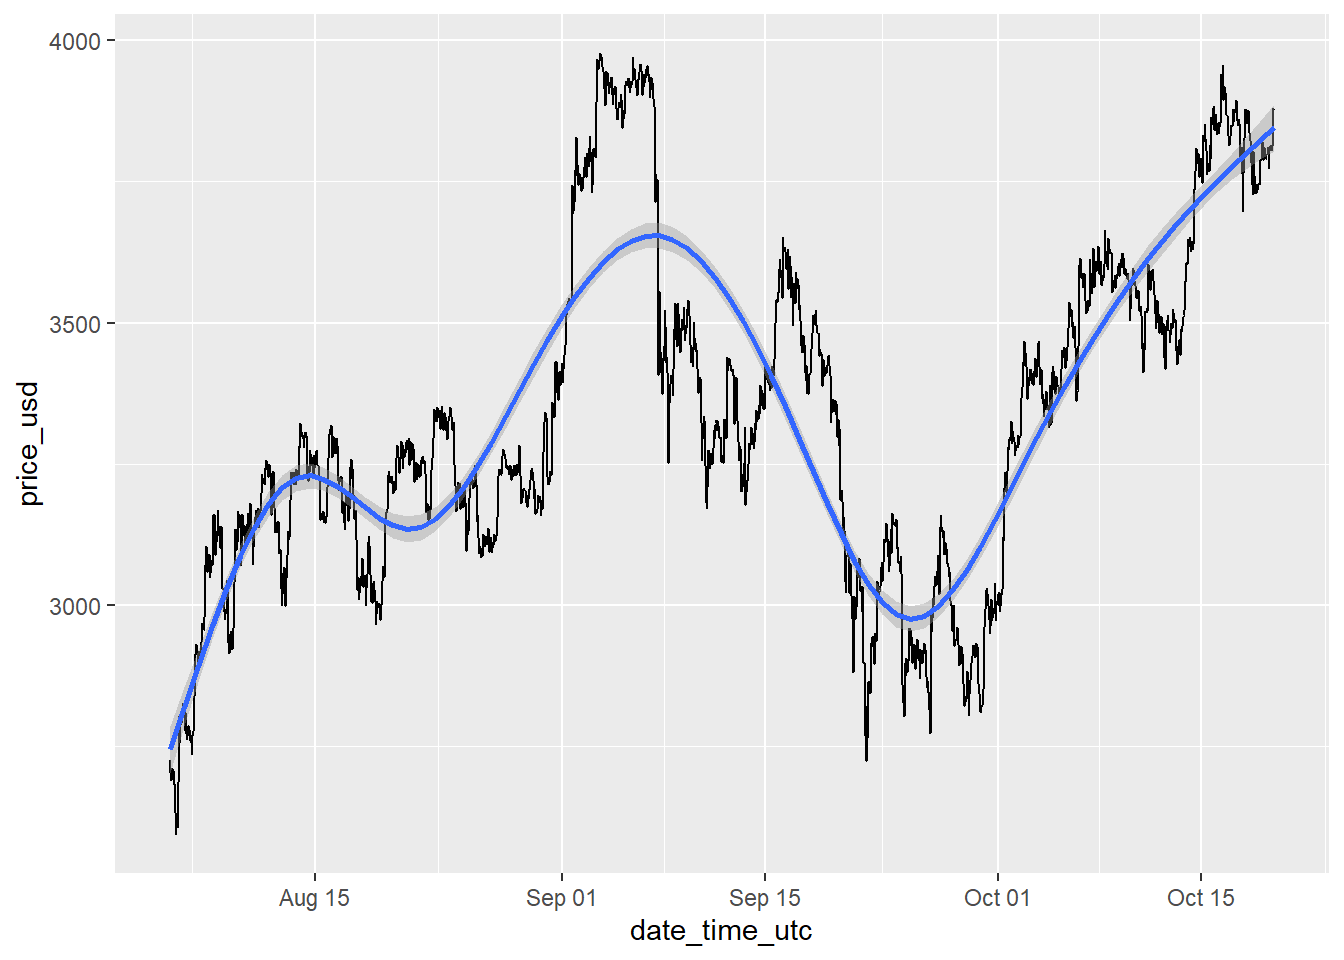 4000
3500
3000
price_usd
Aug 15
Sep 01
Sep 15
Oct 01
Oct 15
date_time_utc